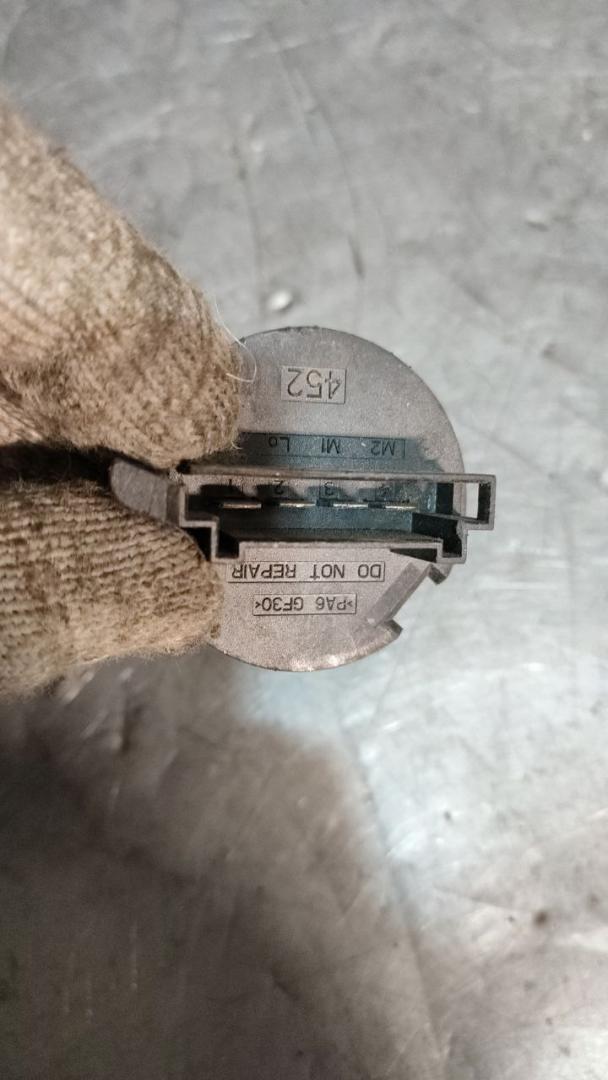 >PA6 GF30<
DO NOT REPAIR
4 3 2 1
M2 M1 Lo
452